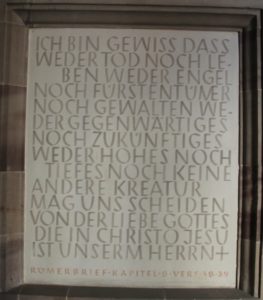 ICH BIN GEWISS DASS
WEDER TOD NOCH LE-
BEN WEDER ENGEL
NOCH FÜRSTENTÜMER
NOCH GEWALTEN WE-
DER GEGENWÄRTIGES
NOCH ZUKÜNFTIGES
WEDER HOHES NOCH
TIEFES NOCH KEINE
ANDERE KREATUR
MAG UNS SCHEIDEN
VON DER LIEBE GOTTES
DIE IN CHRISTO JESU
IST UNSERM HERRN +
RÖMERBRIEF · KAPITEL · 8 · VERS · 38 · 39